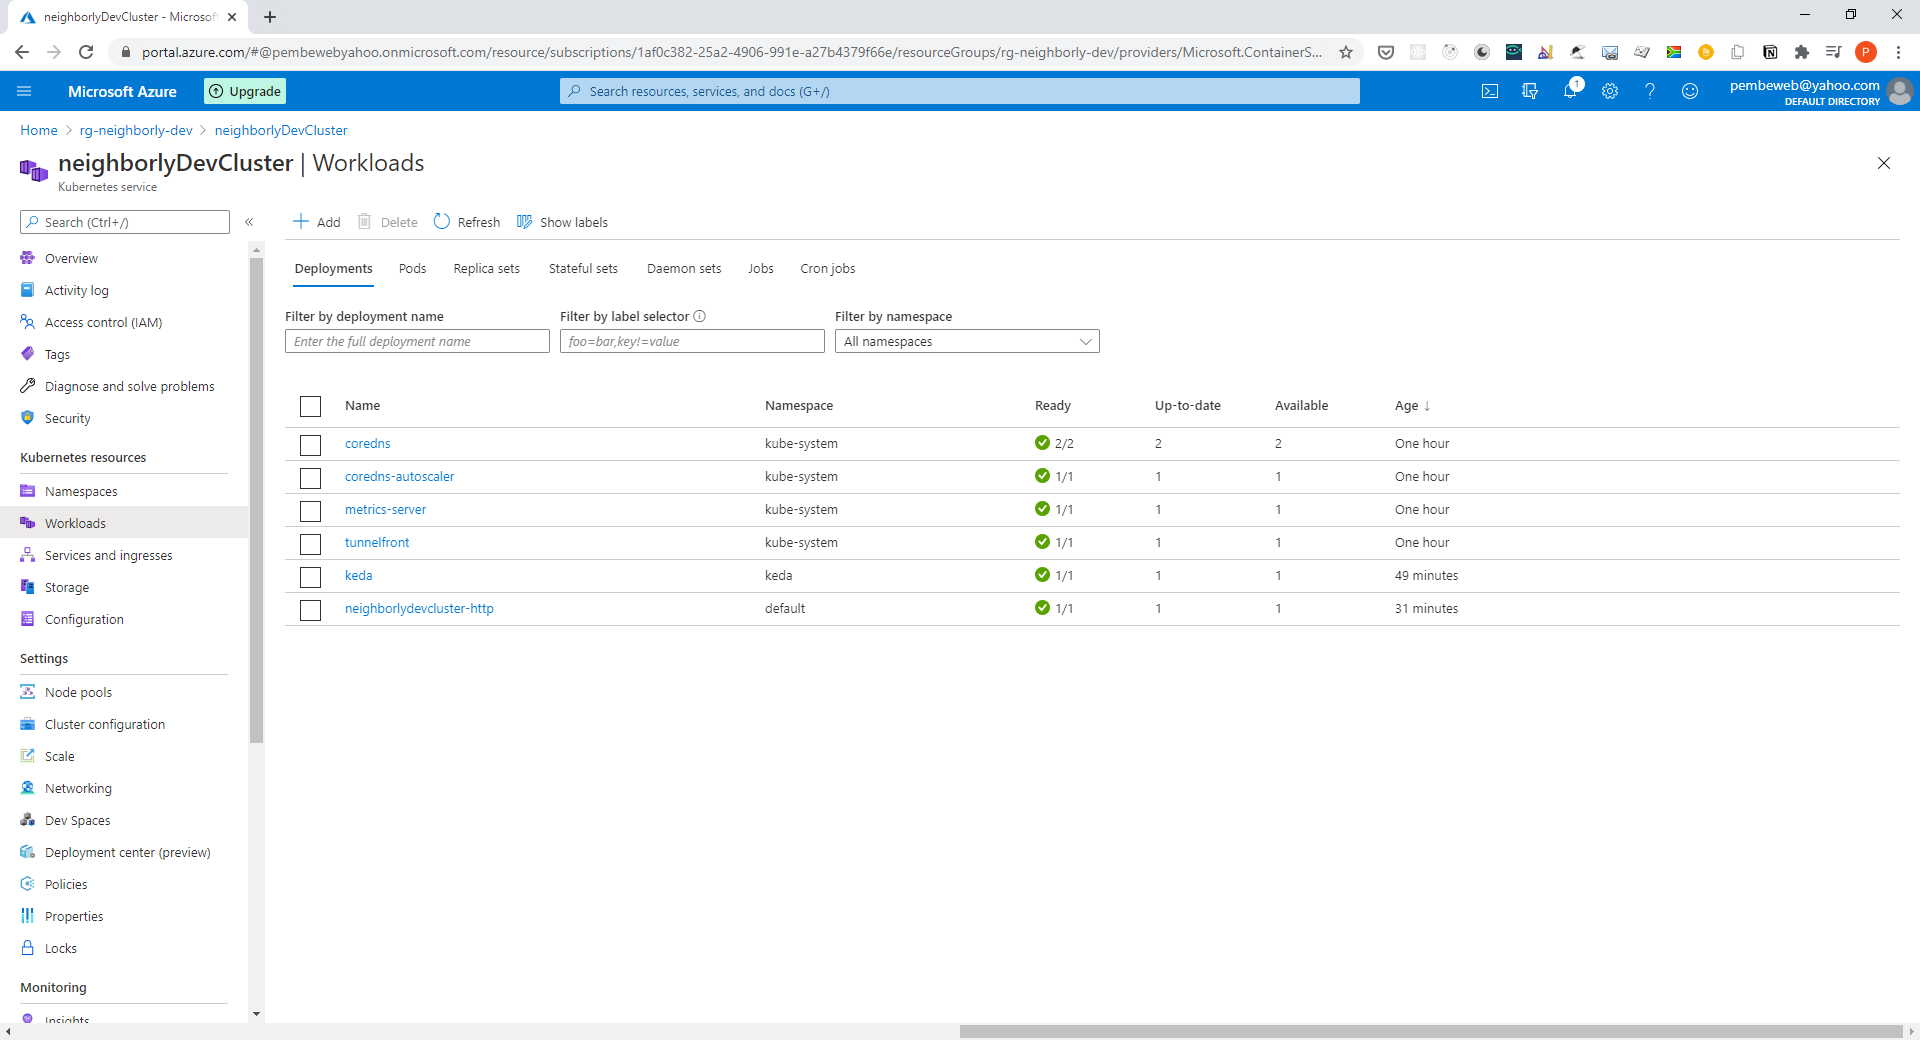 neighborlyDevCluster - Microsof
portal.azure.com/#@pembewebyahoo.onmicrosoft.com/resource/subscriptions/1af0c382-25a2-4906-991e-a27b4379f66e/resourceGroups/rg-neighborly-dev/providers/Microsoft.ContainerS...
P
Microsoft Azure
Upgrade
Search resources, services, and docs (G+/)
1
pembeweb@yahoo.com
DEFAULT DIRECTORY
Home > rg-neighborly-dev > neighborlyDevCluster
neighborlyDevCluster | Workloads
Kubernetes service
Search (Ctrl+/)
«
Overview
Activity log
Access control (IAM)
Tags
Diagnose and solve problems
Security
Kubernetes resources
Namespaces
Workloads
Services and ingresses
Storage
Configuration
Settings
Node pools
Cluster configuration
Scale
Networking
Dev Spaces
Deployment center (preview)
Policies
Properties
Locks
Monitoring
Insights
Add Delete Refresh Show labels
Deployments Pods Replica sets Stateful sets Daemon sets Jobs Cron jobs
Filter by deployment name Filter by label selector Filter by namespace
Enter the full deployment name foo=bar,key!=value All namespaces
Name Namespace Ready Up-to-date Available Age ↓
coredns kube-system 2/2 2 2 One hour
coredns-autoscaler kube-system 1/1 1 1 One hour
metrics-server kube-system 1/1 1 1 One hour
tunnelfront kube-system 1/1 1 1 One hour
keda keda 1/1 1 1 49 minutes
neighborlydevcluster-http default 1/1 1 1 31 minutes